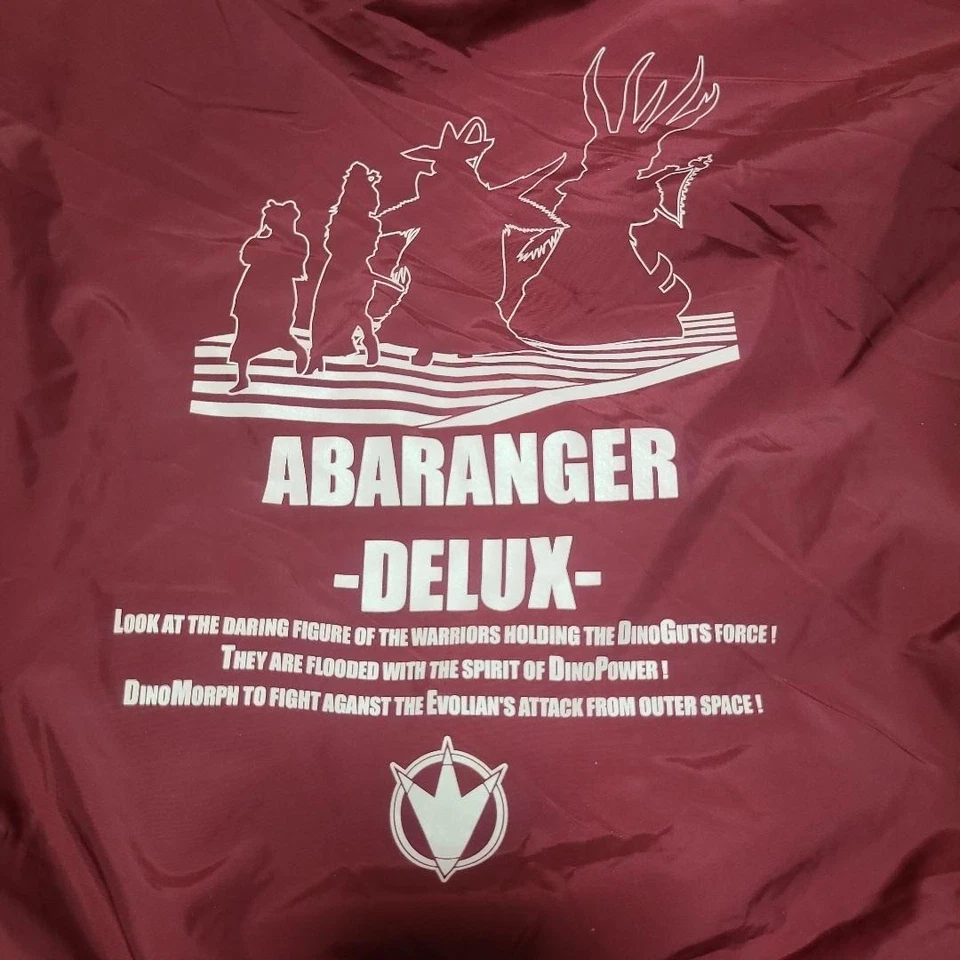 ABARANGER
-DELUX-
LOOK AT THE DARING FIGURE OF THE WARRIORS HOLDING THE DINOGUTS FORCE!
THEY ARE FLOODED WITH THE SPIRIT OF DINOPOWER!
DINOMORPH TO FIGHT AGANST THE EVOLIAN'S ATTACK FROM OUTER SPACE!